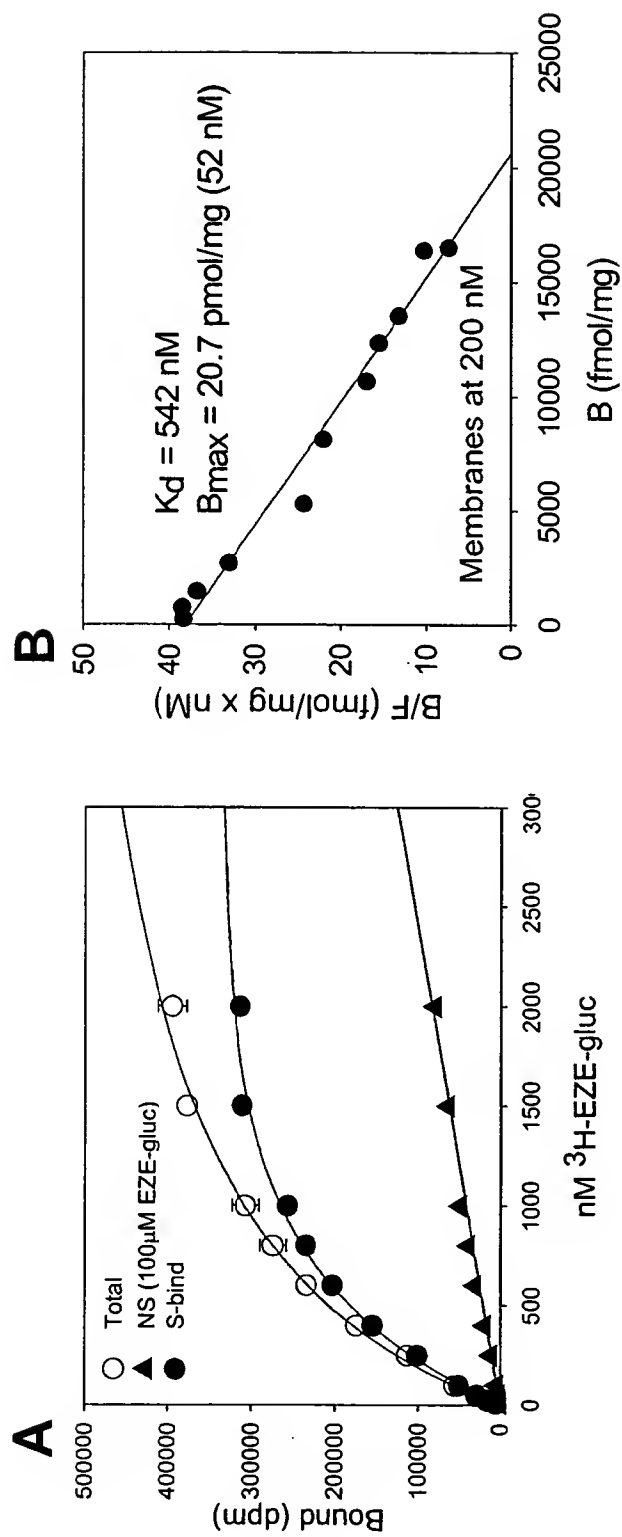 A
Bound (dpm)
500000
400000
300000
200000
100000
0
Total
NS (100µM EZE-gluc)
S-bind
0
500
1000
1500
2000
2500
300
nM ³H-EZE-gluc
B
B/F (fmol/mg x nM)
50
40
30
20
10
0
Kd = 542 nM
Bmax = 20.7 pmol/mg (52 nM)
Membranes at 200 nM
0
5000
10000
15000
20000
25000
B (fmol/mg)